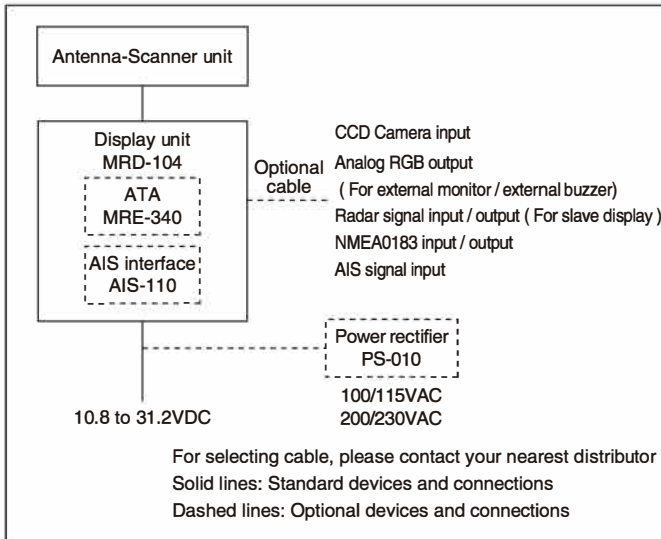 Antenna-Scanner unit
Display unit
MRD-104
ATA
MRE-340
AIS interface
AIS-110
Optional
cable
CCD Camera input
Analog RGB output
( For external monitor / external buzzer)
Radar signal input / output ( For slave display )
NMEA0183 input / output
AIS signal input
Power rectifier
PS-010
100/115VAC
200/230VAC
10.8 to 31.2VDC
For selecting cable, please contact your nearest distributor
Solid lines: Standard devices and connections
Dashed lines: Optional devices and connections